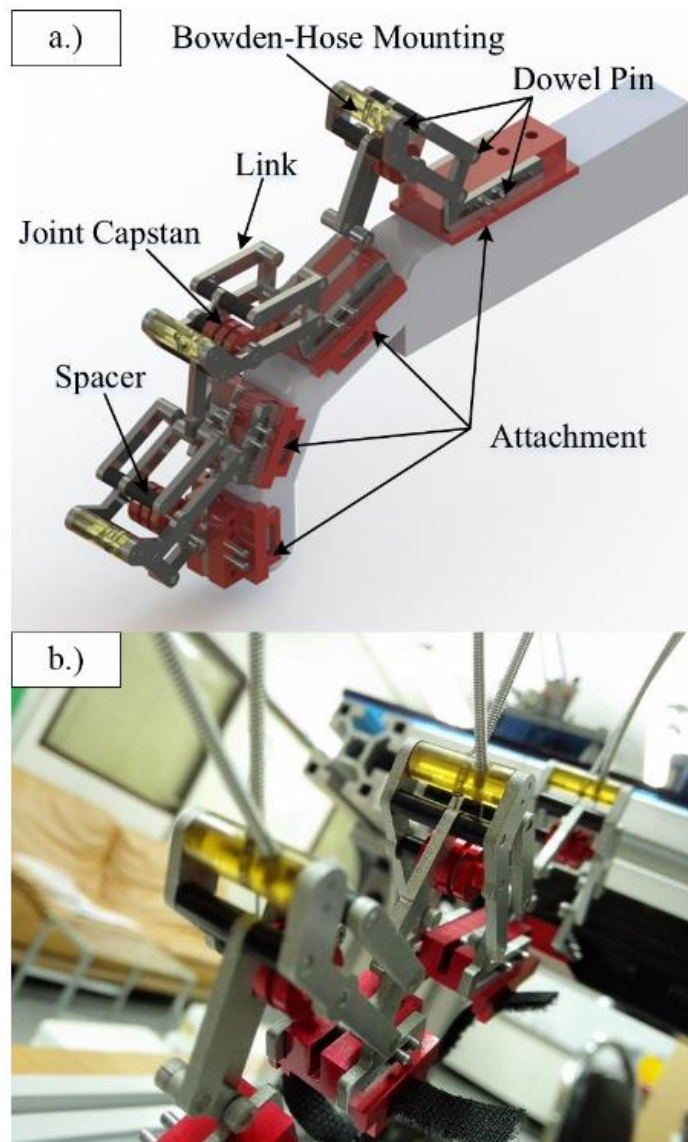 a.)
Bowden-Hose Mounting
Dowel Pin
Link
Joint Capstan
Spacer
Attachment
b.)